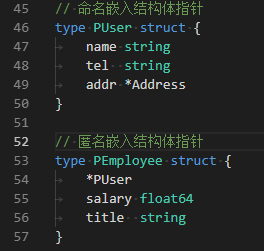 45 // 命名嵌入结构体指针
46 type PUser struct {
47 name string
48 tel string
49 addr *Address
50 }
51
52 // 匿名嵌入结构体指针
53 type PEmployee struct {
54 *PUser
55 salary float64
56 title string
57 }